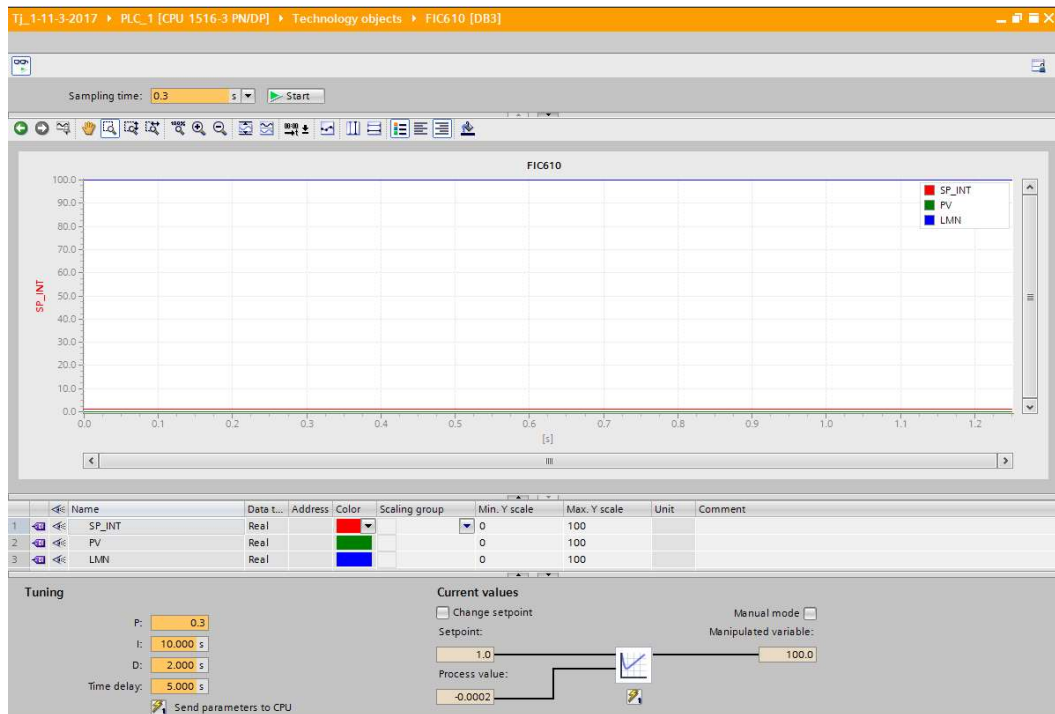 Tj_1-11-3-2017 ▸ PLC_1 [CPU 1516-3 PN/DP] ▸ Technology objects ▸ FIC610 [DB3]
Sampling time: 0.3 s Start
FIC610
SP_INT
PV
LMN
100.0
90.0
80.0
70.0
60.0
50.0
40.0
30.0
20.0
10.0
0.0
SP_INT
0.0 0.1 0.2 0.3 0.4 0.5 0.6 0.7 0.8 0.9 1.0 1.1 1.2
[s]
Name Data t... Address Color Scaling group Min. Y scale Max. Y scale Unit Comment
1 SP_INT Real 0 100
2 PV Real 0 100
3 LMN Real 0 100
Tuning
P: 0.3
I: 10.000 s
D: 2.000 s
Time delay: 5.000 s
Send parameters to CPU
Current values
Change setpoint
Manual mode
Setpoint:
Manipulated variable:
1.0
100.0
Process value:
-0.0002